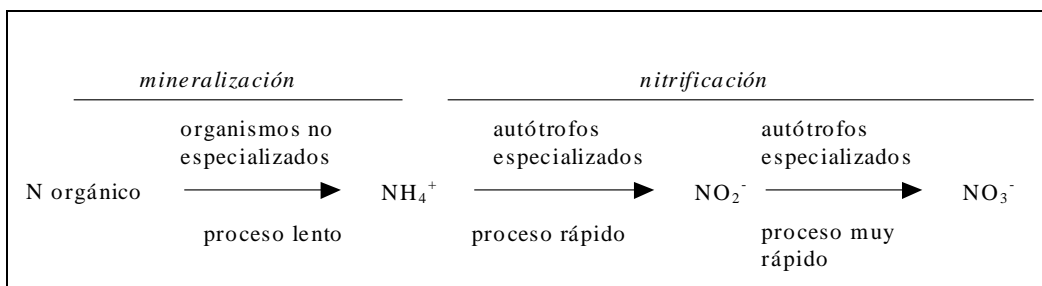 mineralización nitrificación
organismos no especializados autótrofos especializados autótrofos especializados
N orgánico NH₄⁺ NO₂⁻ NO₃⁻
proceso lento proceso rápido proceso muy rápido